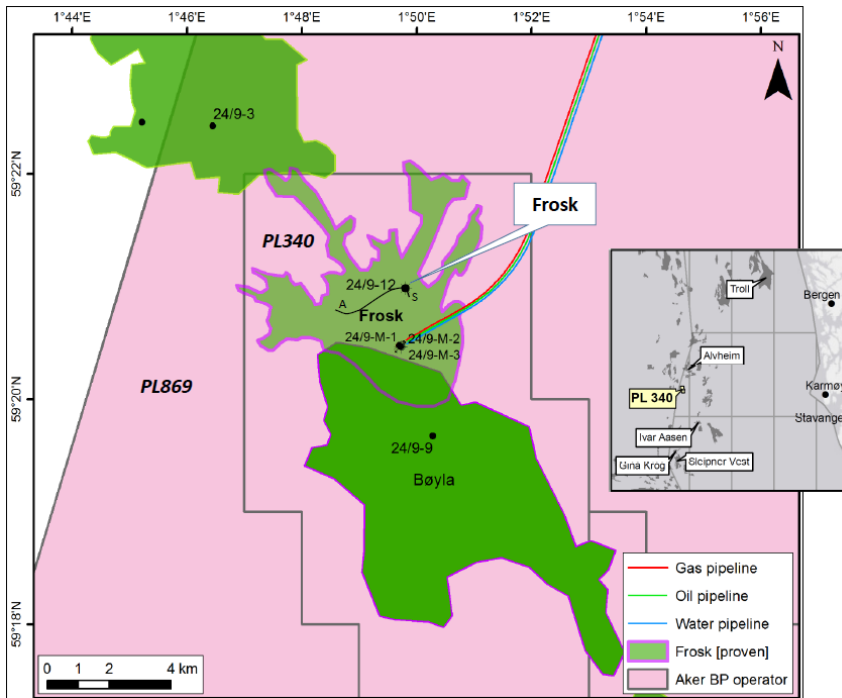 1°44'E
1°46'E
1°48'E
1°50'E
1°52'E
1°54'E
1°56'E
N
24/9-3
59°22'N
Frosk
PL340
24/9-12
A
S
Frosk
24/9-M-1
24/9-M-2
24/9-M-3
59°20'N
PL869
24/9-9
Bøyla
59°18'N
Troll
Bergen
Alvheim
PL 340
Karmøy
Stavanger
Ivar Aasen
Gina Krog
Sleipner Vest
Gas pipeline
Oil pipeline
Water pipeline
Frosk [proven]
Aker BP operator
0 1 2 4 km